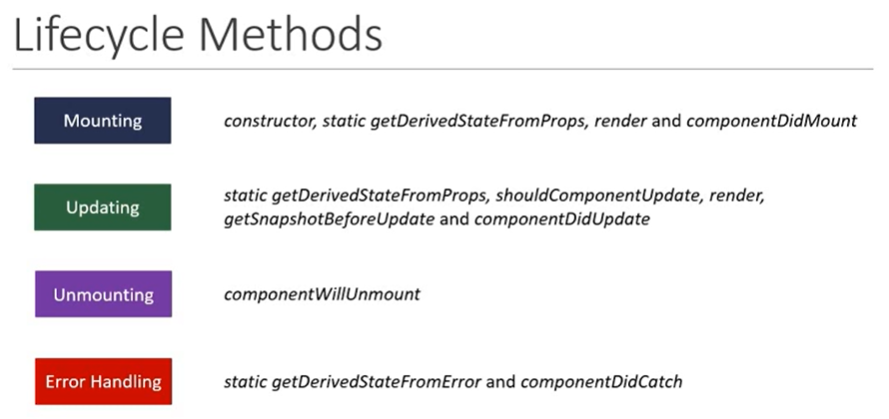 Lifecycle Methods
Mounting
constructor, static getDerivedStateFromProps, render and componentDidMount
Updating
static getDerivedStateFromProps, shouldComponentUpdate, render,
getSnapshotBeforeUpdate and componentDidUpdate
Unmounting
componentWillUnmount
Error Handling
static getDerivedStateFromError and componentDidCatch